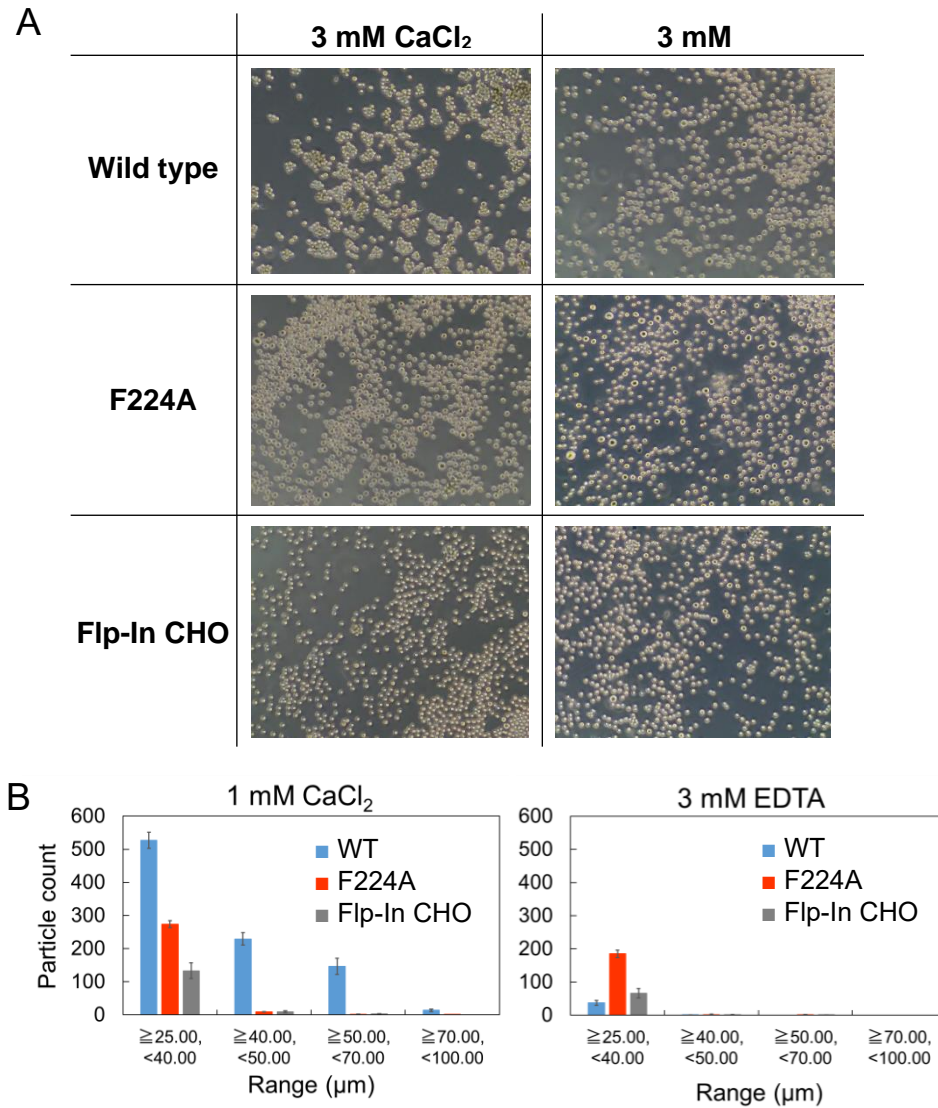 A
3 mM CaCl₂ 3 mM
Wild type
F224A
Flp-In CHO
B
1 mM CaCl₂
Particle count
600
500
400
300
200
100
0
WT
F224A
Flp-In CHO
≧25.00, ≧40.00, ≧50.00, ≧70.00,
<40.00 <50.00 <70.00 <100.00
Range (µm)
3 mM EDTA
600
500
400
300
200
100
0
WT
F224A
Flp-In CHO
≧25.00, ≧40.00, ≧50.00, ≧70.00,
<40.00 <50.00 <70.00 <100.00
Range (µm)